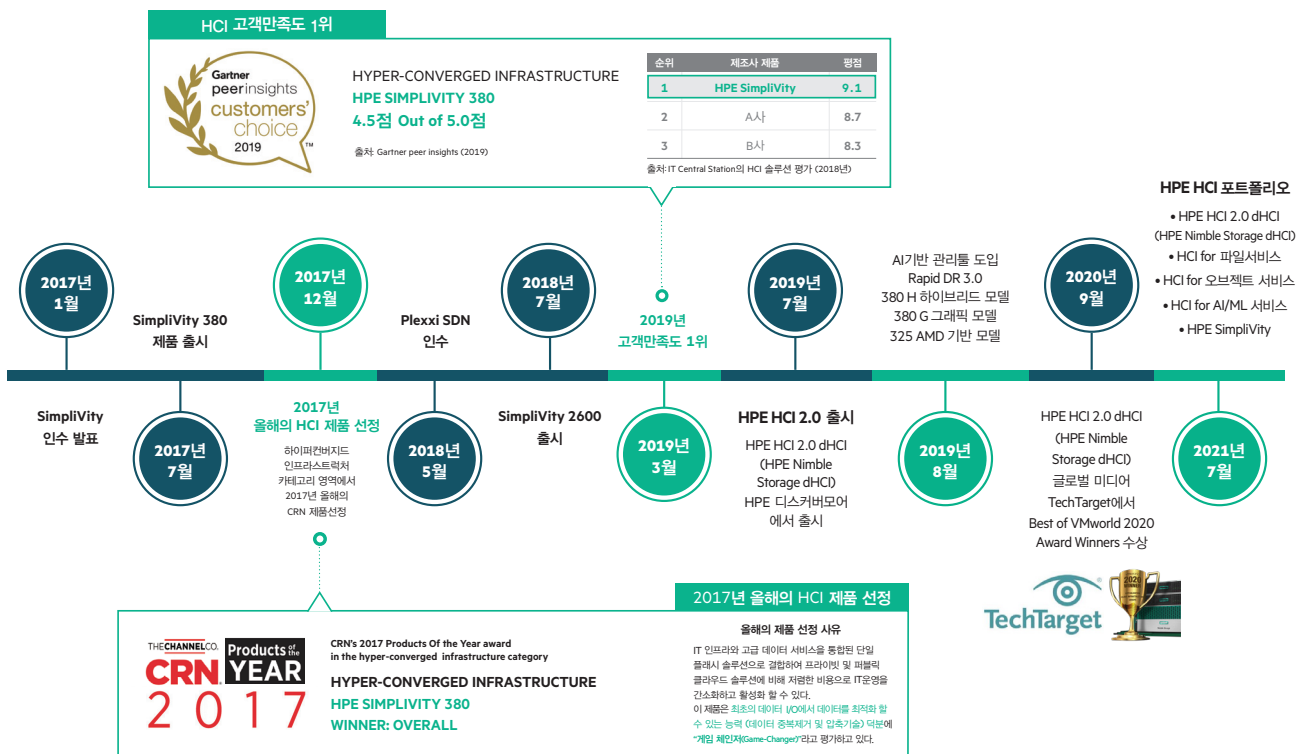 HCI 고객만족도 1위
Gartner
peerinsights
customers'
choice
2019
TM
HYPER-CONVERGED INFRASTRUCTURE
HPE SIMPLIVITY 380
4.5점 Out of 5.0점
출처: Gartner peer insights (2019)
순위 제조사 제품 평점
1 HPE SimpliVity 9.1
2 A사 8.7
3 B사 8.3
출처: IT Central Station의 HCI 솔루션 평가 (2018년)
2017년
1월
SimpliVity
인수 발표
SimpliVity 380
제품 출시
2017년
7월
2017년
12월
2017년
올해의 HCI 제품 선정
하이퍼컨버지드
인프라스트럭처
카테고리 영역에서
2017년 올해의
CRN 제품선정
Plexxi SDN
인수
2018년
5월
2018년
7월
SimpliVity 2600
출시
2019년
고객만족도 1위
2019년
3월
2019년
7월
HPE HCI 2.0 출시
HPE HCI 2.0 dHCI
(HPE Nimble
Storage dHCI)
HPE 디스커버모어
에서 출시
AI기반 관리툴 도입
Rapid DR 3.0
380 H 하이브리드 모델
380 G 그래픽 모델
325 AMD 기반 모델
2019년
8월
2020년
9월
HPE HCI 2.0 dHCI
(HPE Nimble
Storage dHCI)
글로벌 미디어
TechTarget에서
Best of VMworld 2020
Award Winners 수상
TechTarget
®
2020
WINNER
HPE HCI 포트폴리오
• HPE HCI 2.0 dHCI
(HPE Nimble Storage dHCI)
• HCI for 파일서비스
• HCI for 오브젝트 서비스
• HCI for AI/ML 서비스
• HPE SimpliVity
2021년
7월
THE CHANNEL CO.
CRN
Products of the
YEAR
2017
CRN's 2017 Products Of the Year award
in the hyper-converged infrastructure category
HYPER-CONVERGED INFRASTRUCTURE
HPE SIMPLIVITY 380
WINNER: OVERALL
2017년 올해의 HCI 제품 선정
올해의 제품 선정 사유
IT 인프라와 고급 데이터 서비스을 통합된 단일
플래시 솔루션으로 결합하여 프라이빗 및 퍼블릭
클라우드 솔루션에 비해 저렴한 비용으로 IT운영을
간소화하고 활성화 할 수 있다.
이 제품은 최초의 데이터 I/O에서 데이터를 최적화 할
수 있는 능력 (데이터 중복제거 및 압축기술) 덕분에
"게임 체인저(Game-Changer)"라고 평가하고 있다.